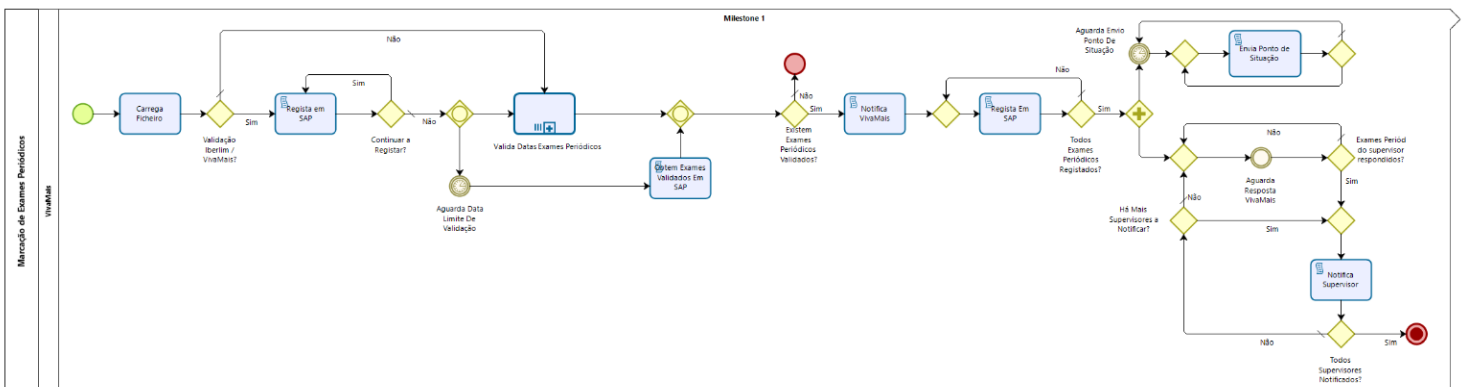 Milestone 1
Marcação de Exames Periódicos
VivaMais
Carrega
Ficheiro
Validação
Iberlim /
VivaMais?
Não
Sim
Regista em
SAP
Sim
Continuar a
Registar?
Não
Valida Datas Exames Periódicos
Aguarda Data
Limite De
Validação
Obtem Exames
Validados Em
SAP
Não
Sim
Existem
Exames
Periódicos
Validados?
Notifica
VivaMais
Não
Regista Em
SAP
Sim
Todos
Exames
Periódicos
Registados?
Aguarda Envio
Ponto De
Situação
Envia Ponto de
Situação
Não
Exames Períod
do supervisor
respondidos?
Aguarda
Resposta
VivaMais
Sim
Há Mais
Supervisores a
Notificar?
Não
Sim
Notifica
Supervisor
Não
Sim
Todos
Supervisores
Notificados?